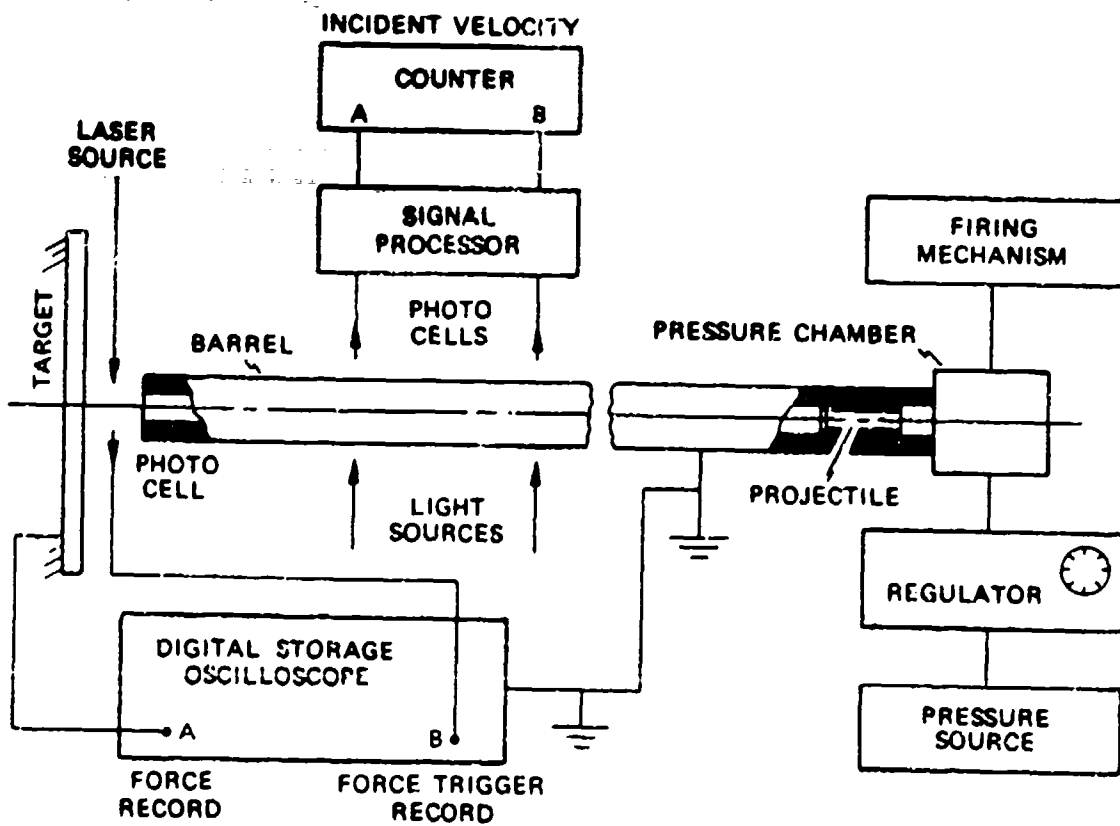 INCIDENT VELOCITY
COUNTER
A B
LASER
SOURCE
SIGNAL
PROCESSOR
FIRING
MECHANISM
TARGET
PHOTO
CELLS
BARREL
PRESSURE CHAMBER
PHOTO
CELL
LIGHT
SOURCES
PROJECTILE
REGULATOR
DIGITAL STORAGE
OSCILLOSCOPE
A B
PRESSURE
SOURCE
FORCE
RECORD
FORCE TRIGGER
RECORD